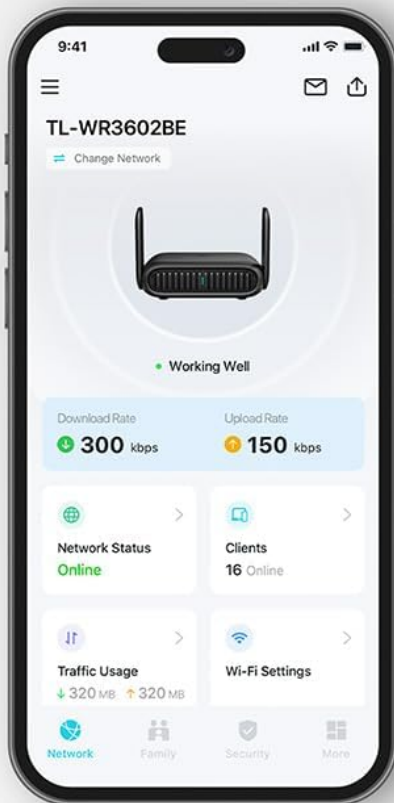 9:41
TL-WR3602BE
Change Network
Working Well
Download Rate Upload Rate
300 kbps 150 kbps
Network Status Clients
Online 16 Online
Traffic Usage Wi-Fi Settings
320 MB 320 MB
Network Family Security More